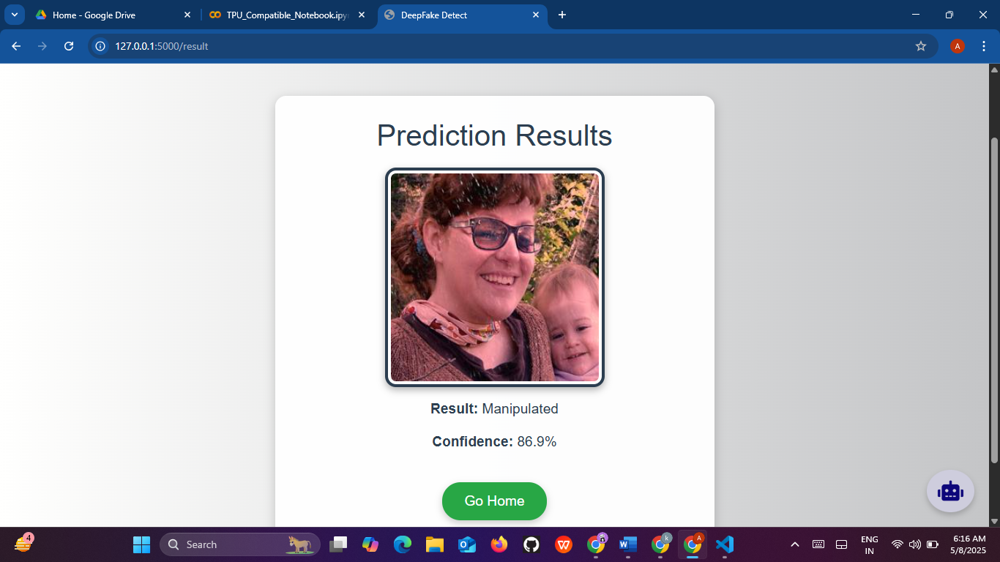 Home - Google Drive
TPU_Compatible_Notebook.ipy
DeepFake Detect
127.0.0.1:5000/result
A
Prediction Results
Result: Manipulated
Confidence: 86.9%
Go Home
4
Search
k
A
ENG
IN
6:16 AM
5/8/2025